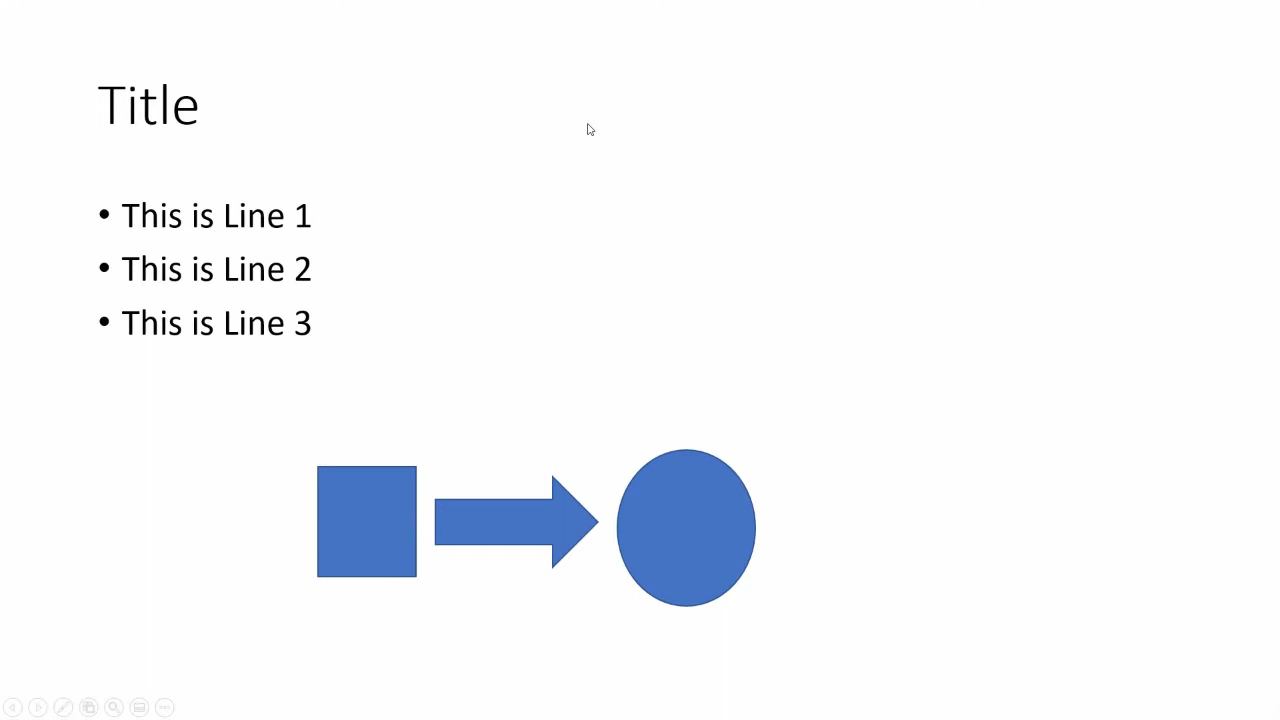 Title
• This is Line 1
• This is Line 2
• This is Line 3